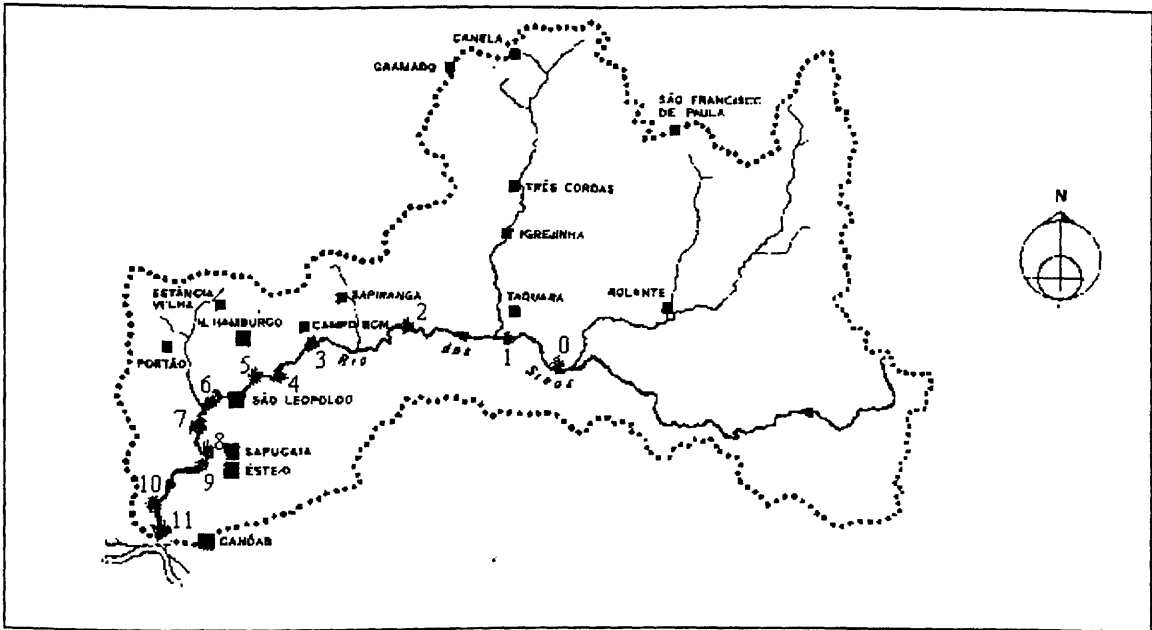 CANELA
GRAMADO
SÃO FRANCISC
DE PAULA
N
TRÊS COROAS
IGREJINHA
ESTÂNCIA
VELHA
SAPIRANGA
TAQUARA
ROLANTE
N. HAMBURGO
CAMPO BOM
2
PORTÃO
3
Rio
dos
1
Sinos
0
5
4
6
SÃO LEOPOLDO
7
8
SAPUCAIA
9
ESTEIO
10
11
CANOAS